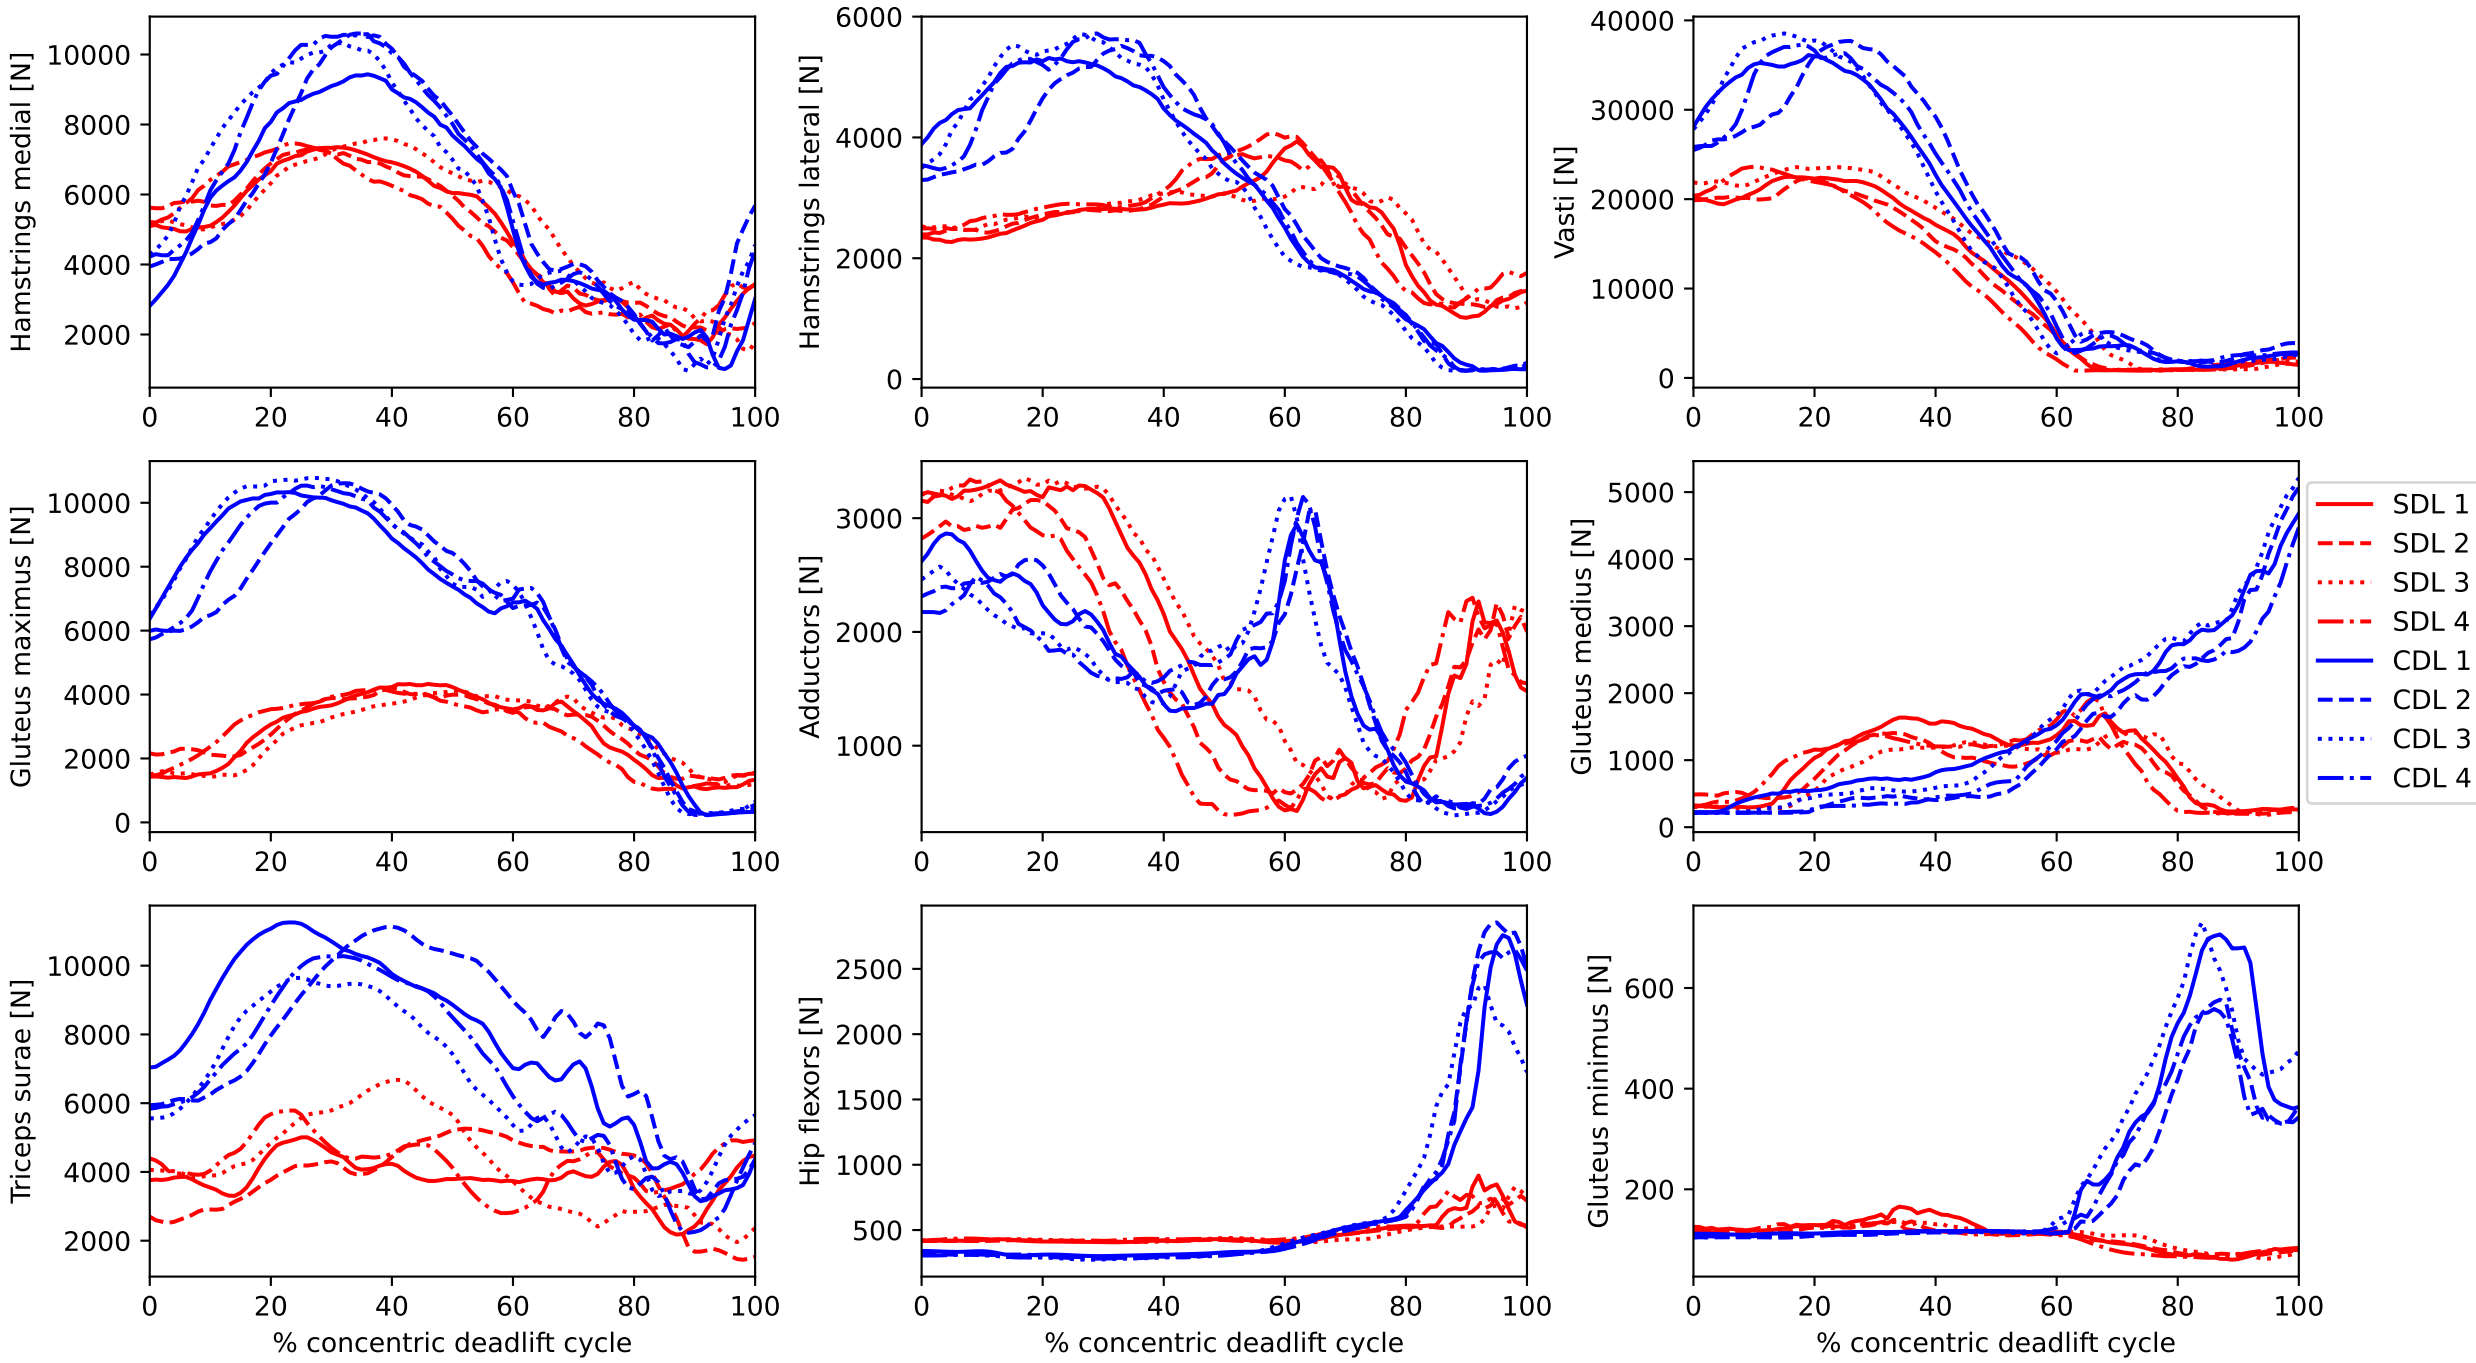 Hamstrings medial [N]
10000
8000
6000
4000
2000
0 20 40 60 80 100
Hamstrings lateral [N]
6000
4000
2000
0
0 20 40 60 80 100
Vasti [N]
40000
30000
20000
10000
0
0 20 40 60 80 100
Gluteus maximus [N]
10000
8000
6000
4000
2000
0
0 20 40 60 80 100
Adductors [N]
3000
2000
1000
0 20 40 60 80 100
Gluteus medius [N]
5000
4000
3000
2000
1000
0
0 20 40 60 80 100
SDL 1
SDL 2
SDL 3
SDL 4
CDL 1
CDL 2
CDL 3
CDL 4
Triceps surae [N]
10000
8000
6000
4000
2000
0 20 40 60 80 100
% concentric deadlift cycle
Hip flexors [N]
2500
2000
1500
1000
500
0 20 40 60 80 100
% concentric deadlift cycle
Gluteus minimus [N]
600
400
200
0 20 40 60 80 100
% concentric deadlift cycle